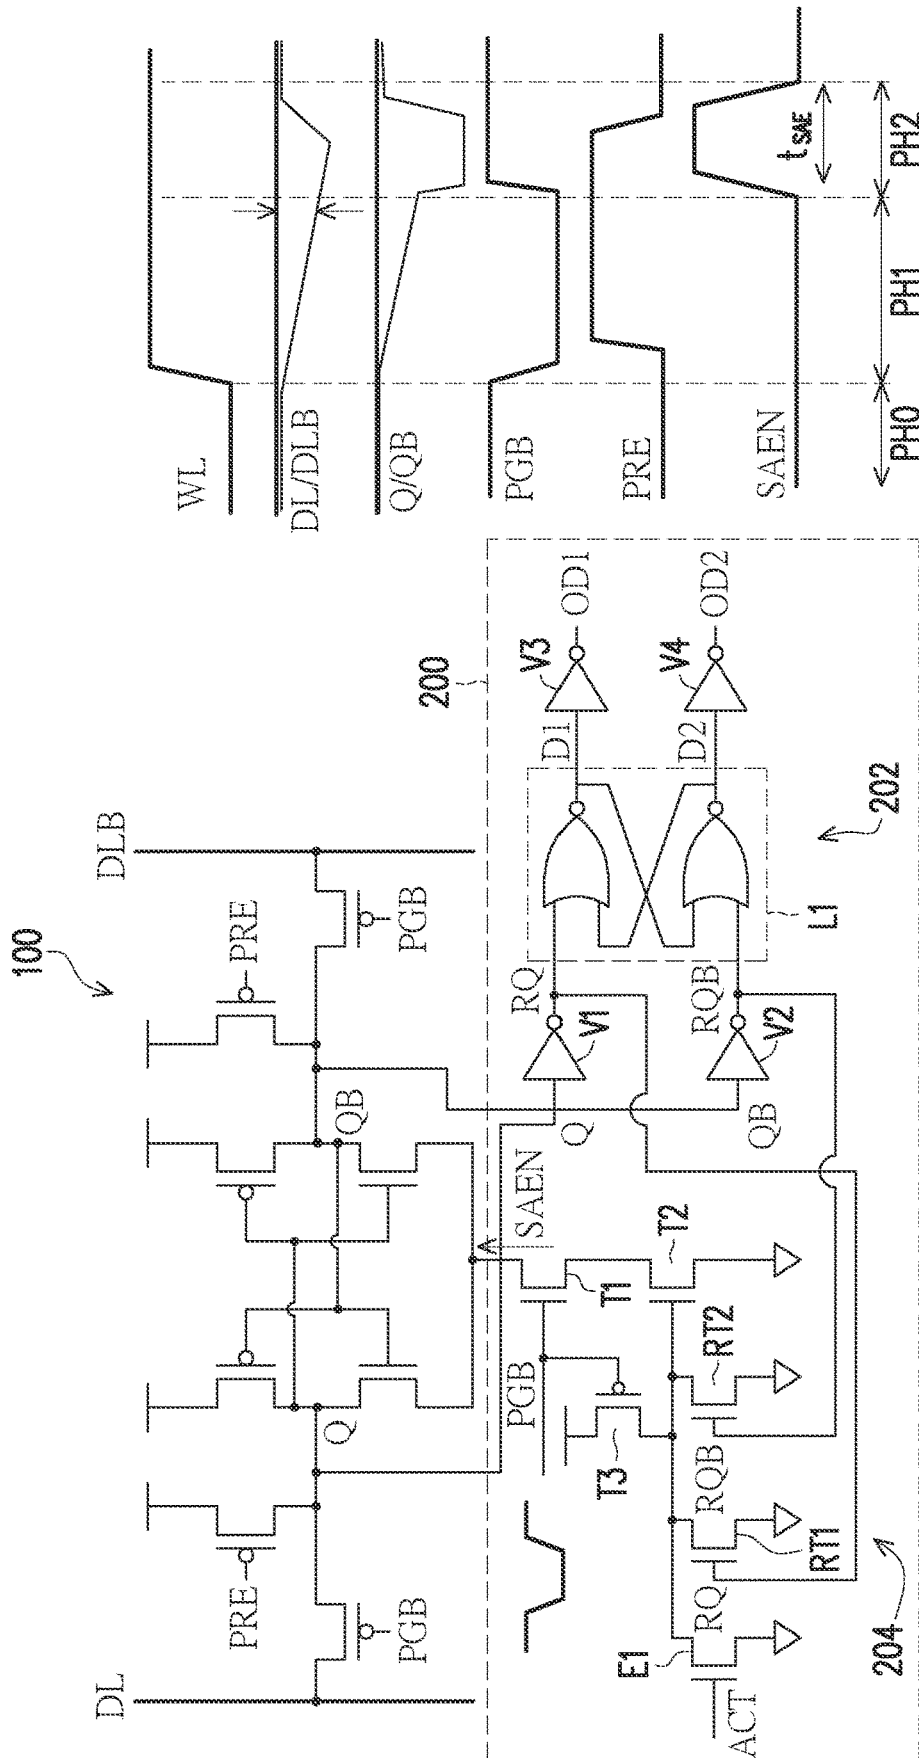 100
DL
DLB
PRE
PRE
PGB
PGB
Q
QB
200
SAEN
PGB
T1
T2
T3
E1
ACT
RQ
RQB
RT1
RT2
204
Q
QB
V1
V2
RQ
RQB
L1
D1
D2
V3
V4
OD1
OD2
202
WL
DL/DLB
Q/QB
PGB
PRE
SAEN
tSAE
PH0
PH1
PH2